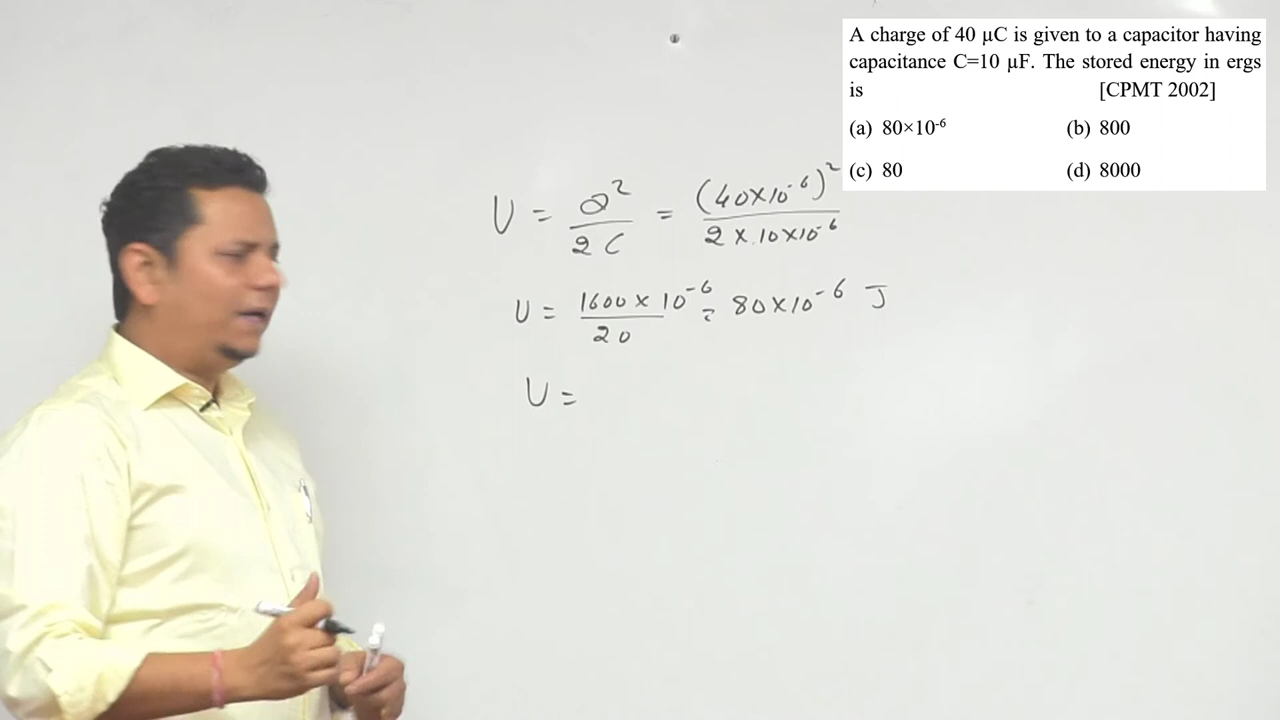 A charge of 40 µC is given to a capacitor having
capacitance C=10 µF. The stored energy in ergs
is [CPMT 2002]
(a) 80×10⁻⁶ (b) 800
(c) 80 (d) 8000
U = Q² / 2C = (40×10⁻⁶)² / 2×10×10⁻⁶
U = 1600×10⁻⁶ / 20 = 80×10⁻⁶ J
U =